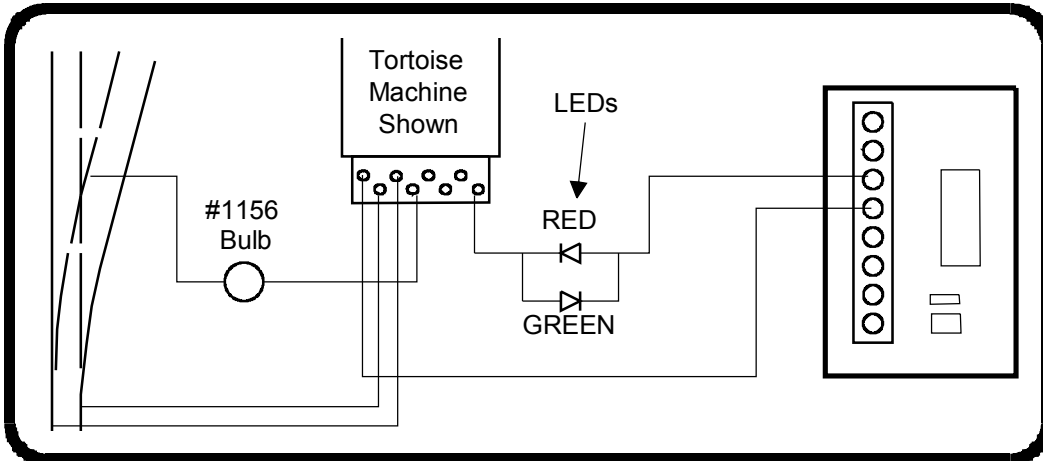 Tortoise
Machine
Shown
LEDs
#1156
Bulb
RED
GREEN